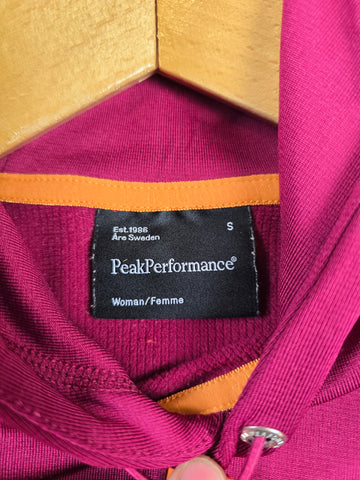 Est.1986 S
Åre Sweden
PeakPerformance®
Woman/Femme